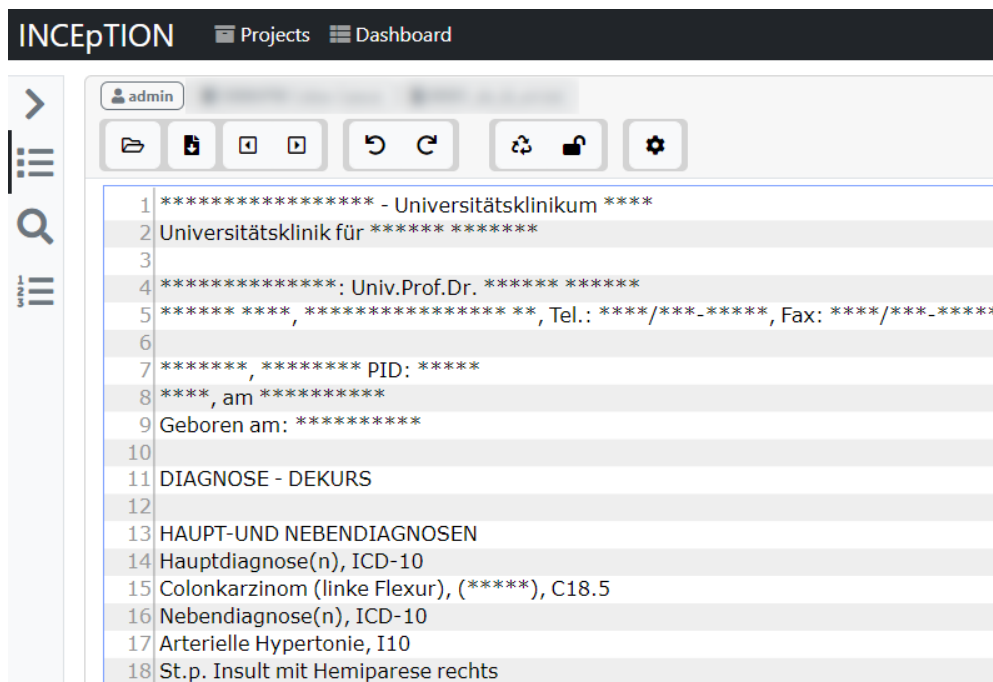 INCEpTION Projects Dashboard
admin
1 ***************** - Universitätsklinikum ****
2 Universitätsklinik für ****** *******
3
4 **************: Univ.Prof.Dr. ****** ******
5 ****** ****, **************** **, Tel.: ****/***-*****, Fax: ****/***-*****
6
7 *******, ******** PID: *****
8 ****, am **********
9 Geboren am: **********
10
11 DIAGNOSE - DEKURS
12
13 HAUPT-UND NEBENDIAGNOSEN
14 Hauptdiagnose(n), ICD-10
15 Colonkarzinom (linke Flexur), (*****), C18.5
16 Nebendiagnose(n), ICD-10
17 Arterielle Hypertonie, I10
18 St.p. Insult mit Hemiparese rechts